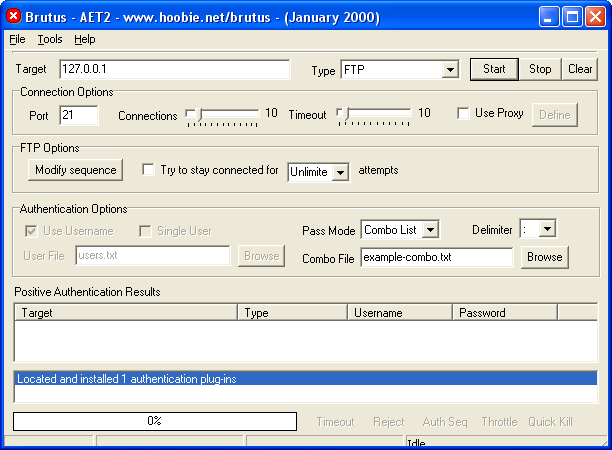 Brutus - AET2 - www.hoobie.net/brutus - (January 2000)
File Tools Help
Target 127.0.0.1 Type FTP Start Stop Clear
Connection Options
Port 21 Connections 10 Timeout 10 Use Proxy Define
FTP Options
Modify sequence Try to stay connected for Unlimite attempts
Authentication Options
Use Username Single User Pass Mode Combo List Delimiter :
User File users.txt Browse Combo File example-combo.txt Browse
Positive Authentication Results
Target Type Username Password
Located and installed 1 authentication plug-ins
0% Timeout Reject Auth Seq Throttle Quick Kill
Idle